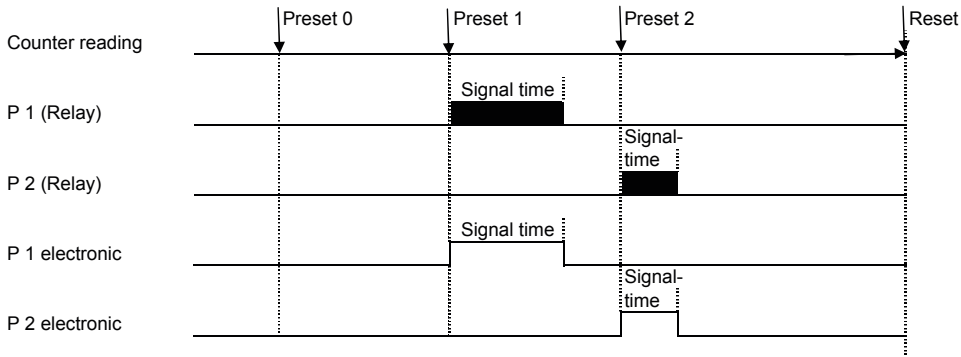 Preset 0
Preset 1
Preset 2
Reset
Counter reading
Signal time
P 1 (Relay)
Signal-
time
P 2 (Relay)
Signal time
P 1 electronic
Signal-
time
P 2 electronic